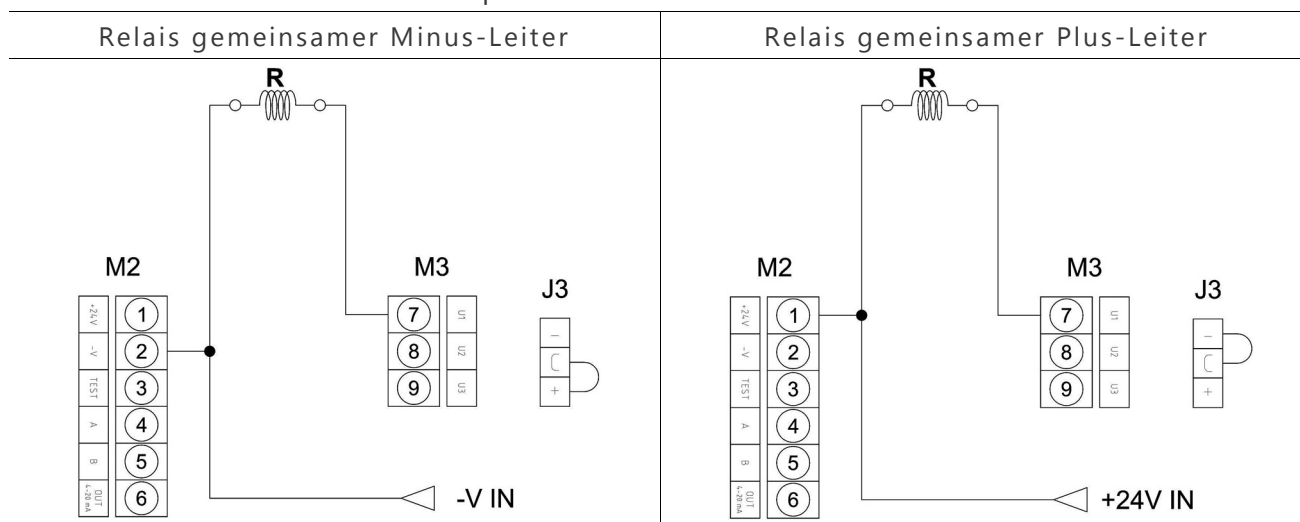 Relais gemeinsamer Minus-Leiter
Relais gemeinsamer Plus-Leiter
R
M2
+24V 1
-V 2
TEST 3
A 4
B 5
OUT 4-20 mA 6
M3
7 U1
8 U2
9 U3
J3
-
C
+
-V IN
R
M2
+24V 1
-V 2
TEST 3
A 4
B 5
OUT 4-20 mA 6
M3
7 U1
8 U2
9 U3
J3
-
C
+
+24V IN